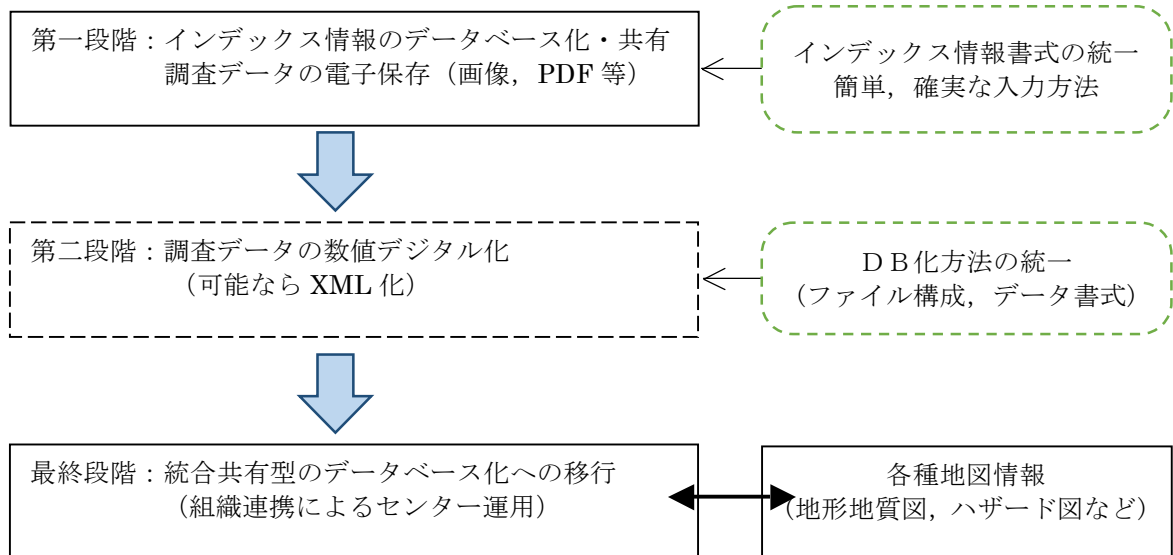 第一段階：インデックス情報のデータベース化・共有
調査データの電子保存（画像，PDF 等）
インデックス情報書式の統一
簡単，確実な入力方法
第二段階：調査データの数値デジタル化
（可能なら XML 化）
ＤＢ化方法の統一
（ファイル構成，データ書式）
最終段階：統合共有型のデータベース化への移行
（組織連携によるセンター運用）
各種地図情報
（地形地質図，ハザード図など）